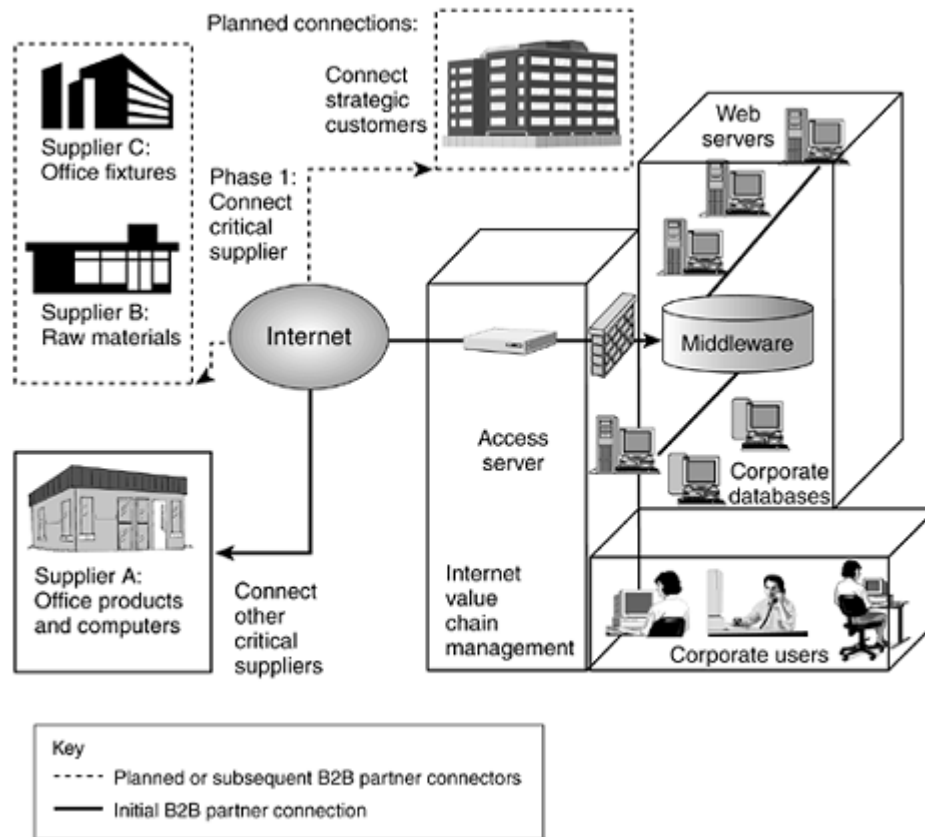 Planned connections:
Connect
strategic
customers
Web
servers
Supplier C:
Office fixtures
Phase 1:
Connect
critical
supplier
Supplier B:
Raw materials
Internet
Middleware
Access
server
Corporate
databases
Supplier A:
Office products
and computers
Connect
other
critical
suppliers
Internet
value
chain
management
Corporate users
Key
Planned or subsequent B2B partner connectors
Initial B2B partner connection